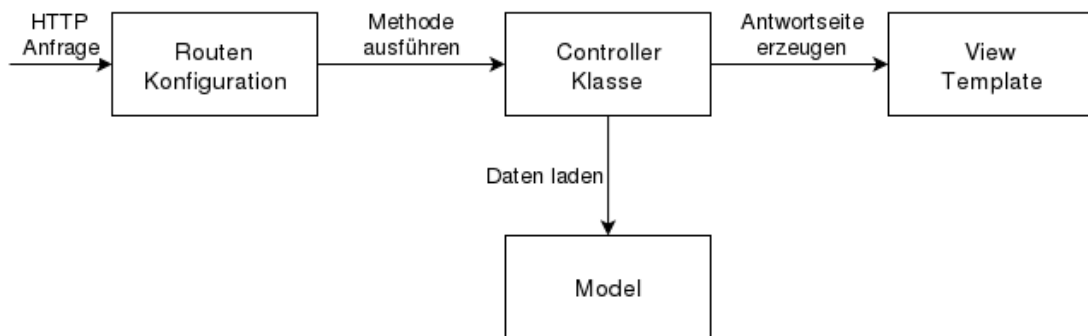 HTTP
Anfrage
Routen
Konfiguration
Methode
ausführen
Controller
Klasse
Antwortseite
erzeugen
View
Template
Daten laden
Model